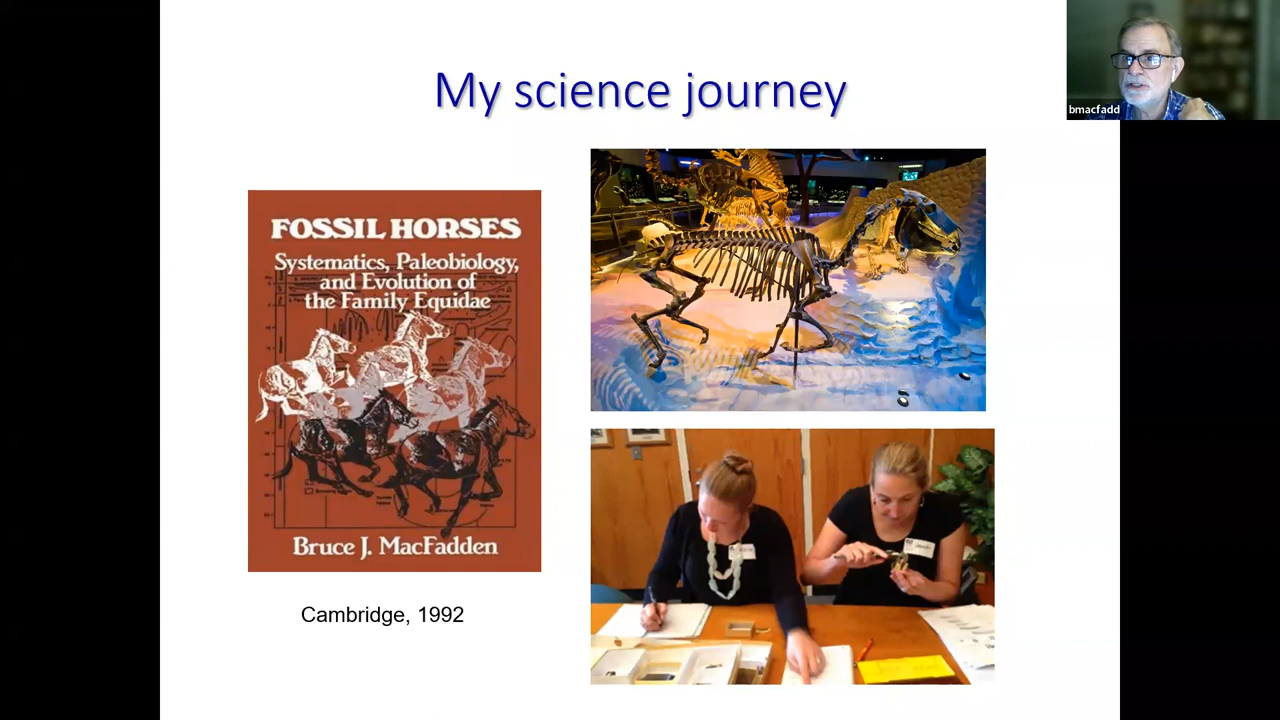 My science journey
bmacfadd
FOSSIL HORSES
Systematics, Paleobiology,
and Evolution of
the Family Equidae
Bruce J. MacFadden
Cambridge, 1992